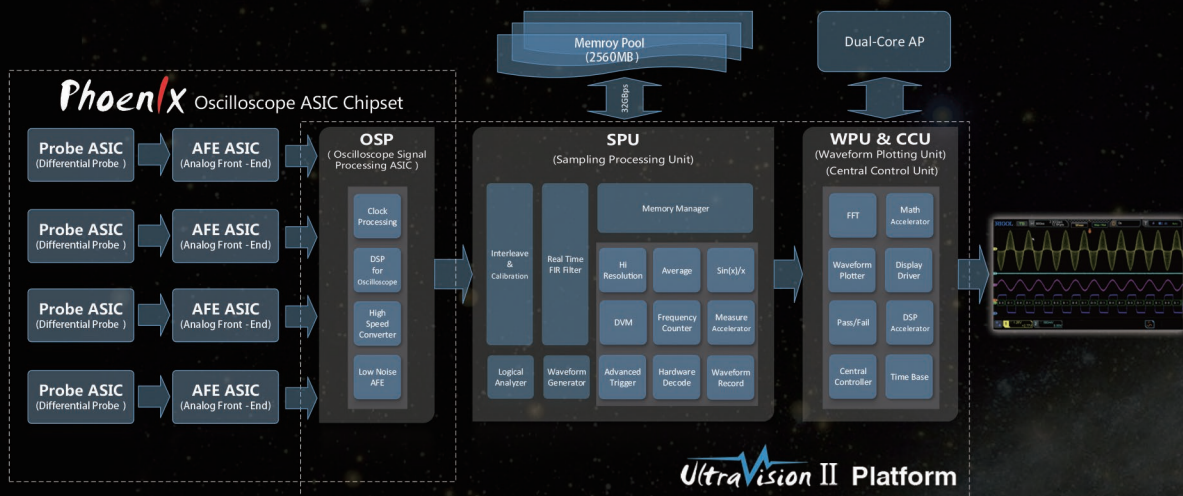 Memroy Pool
(2560MB)
Dual-Core AP
32GBps
PhoenIX Oscilloscope ASIC Chipset
Probe ASIC
(Differential Probe )
AFE ASIC
(Analog Front -End)
Probe ASIC
(Differential Probe )
AFE ASIC
(Analog Front -End)
Probe ASIC
(Differential Probe )
AFE ASIC
(Analog Front -End)
Probe ASIC
(Differential Probe )
AFE ASIC
(Analog Front -End)
OSP
( Oscilloscope Signal
Processing ASIC )
Clock
Processing
DSP
for
Oscilloscope
High
Speed
Converter
Low Noise
AFE
SPU
(Sampling Processing Unit)
Interleave
&
Calibration
Real Time
FIR Filter
Memory Manager
Hi
Resolution
Average
Sin(x)/x
DVM
Frequency
Counter
Measure
Accelerator
Logical
Analyzer
Waveform
Generator
Advanced
Trigger
Hardware
Decode
Waveform
Record
WPU & CCU
(Waveform Plotting Unit)
(Central Control Unit)
FFT
Math
Accelerator
Waveform
Plotter
Display
Driver
Pass/Fail
DSP
Accelerator
Central
Controller
Time Base
RIGOL
UltraVision II Platform